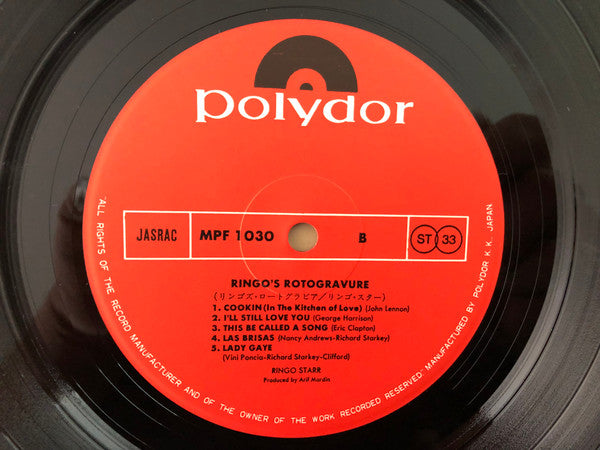 polydor
JASRAC MPF 1030 B ST 33
RINGO'S ROTOGRAVURE
(リンゴズ・ロートグラビア/リンゴ・スター)
1. COOKIN (In The Kitchen of Love) (John Lennon)
2. I'LL STILL LOVE YOU (George Harrison)
3. THIS BE CALLED A SONG (Eric Clapton)
4. LAS BRISAS (Nancy Andrews-Richard Starkey)
5. LADY GAYE
(Vini Poncia-Richard Starkey-Clifford)
RINGO STARR
Produced by Arif Mardin
"ALL RIGHTS OF THE RECORD MANUFACTURER AND OF THE OWNER OF THE WORK RECORDED RESERVED" MANUFACTURED BY POLYDOR K. K. JAPAN